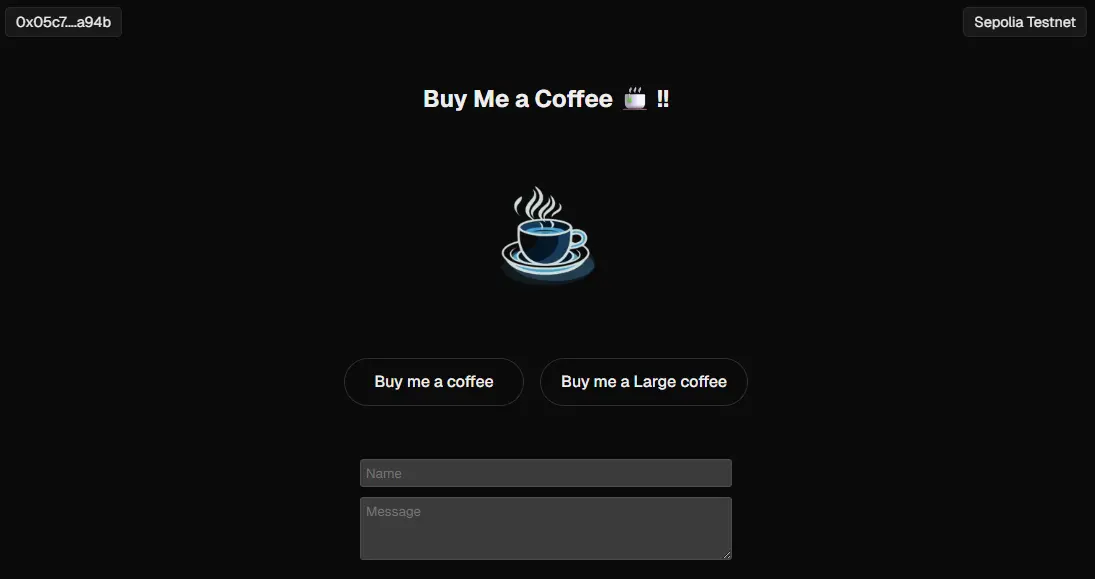 0x05c7....a94b
Sepolia Testnet
Buy Me a Coffee ☕ !!
Buy me a coffee
Buy me a Large coffee
Name
Message